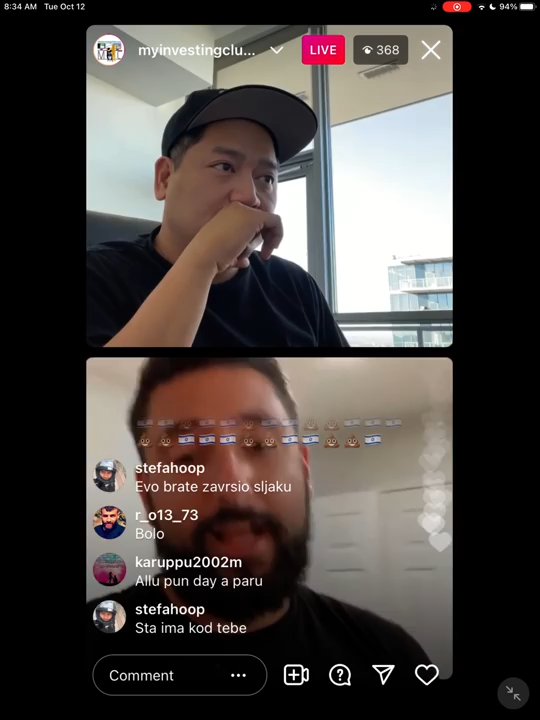 8:34 AM Tue Oct 12
94%
myinvestingclu...
LIVE
368
stefahoop
Evo brate zavrsio sljaku
r_o13_73
Bolo
karuppu2002m
Allu pun day a paru
stefahoop
Sta ima kod tebe
Comment